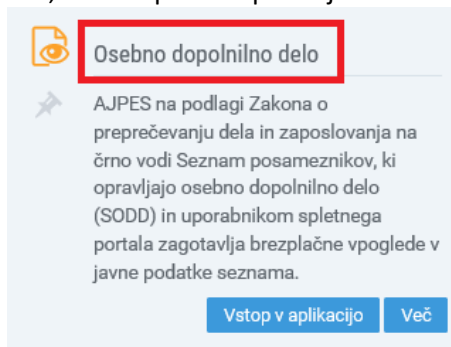 Osebno dopolnilno delo
AJPES na podlagi Zakona o
preprečevanju dela in zaposlovanja na
črno vodi Seznam posameznikov, ki
opravljajo osebno dopolnilno delo
(SODD) in uporabnikom spletnega
portala zagotavlja brezplačne vpoglede v
javne podatke seznama.
Vstop v aplikacijo Več